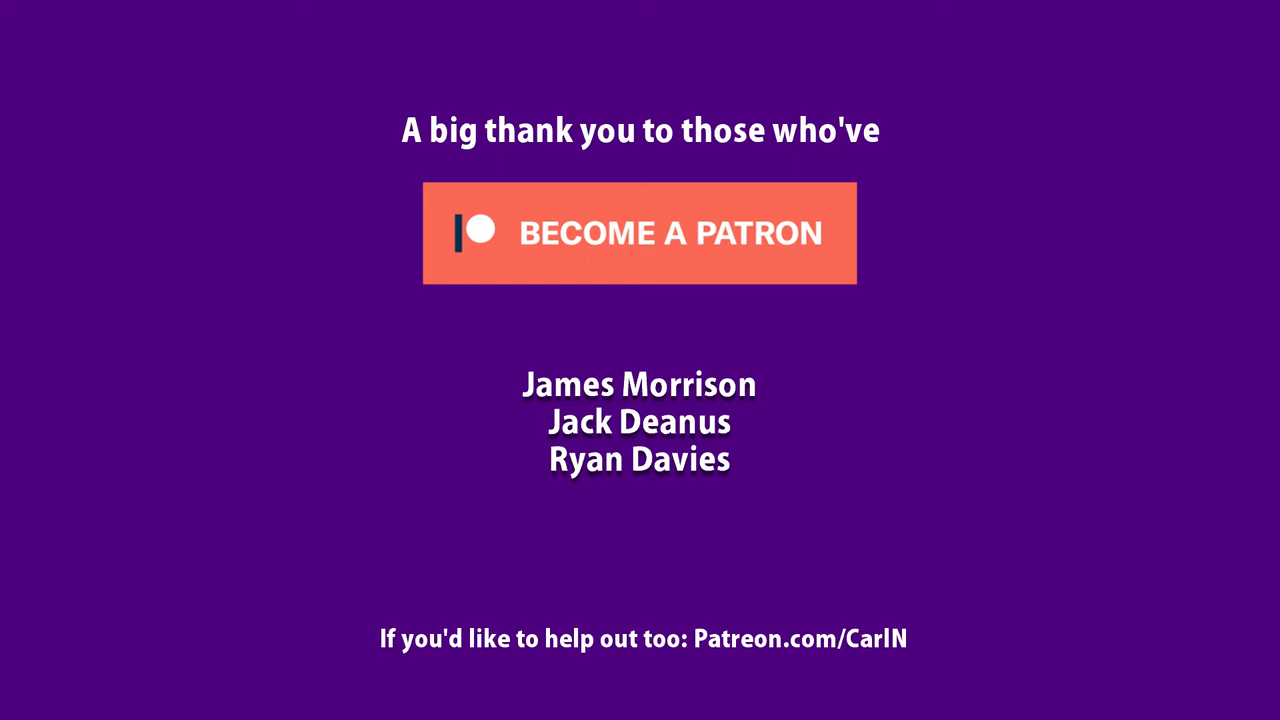 A big thank you to those who've
BECOME A PATRON
James Morrison
Jack Deanus
Ryan Davies
If you'd like to help out too: Patreon.com/CarlN